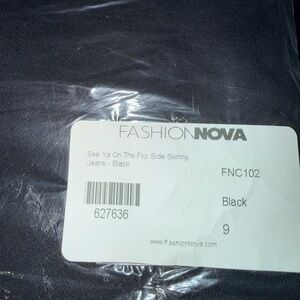 FASHIONNOVA
See Ya On The Flip Side Skinny
Jeans - Black
FNC102
627636
Black
9
www.FashionNova.com